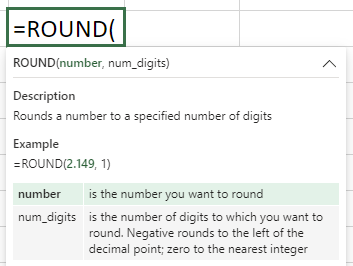 =ROUND(
ROUND(number, num_digits)
Description
Rounds a number to a specified number of digits
Example
=ROUND(2.149, 1)
number is the number you want to round
num_digits is the number of digits to which you want to
round. Negative rounds to the left of the
decimal point; zero to the nearest integer